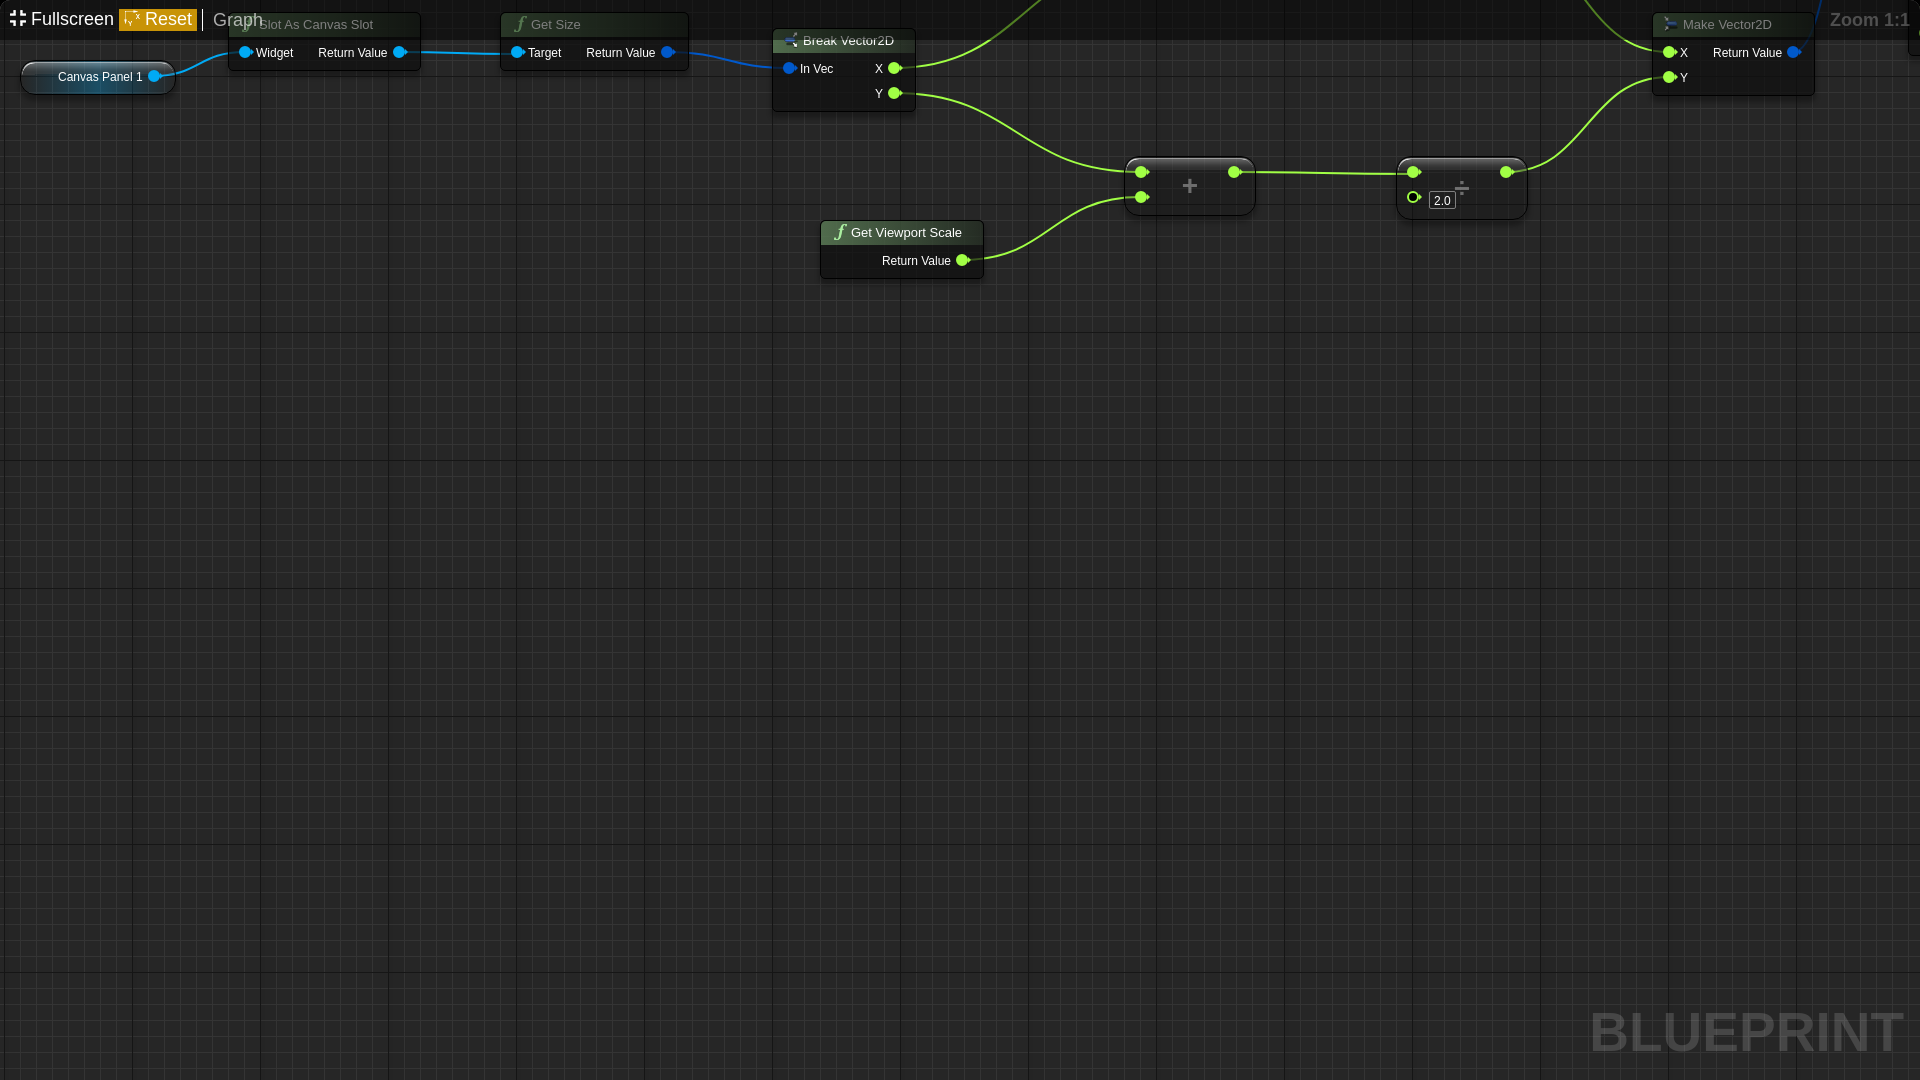 Fullscreen Reset Graph
Zoom 1:1
Slot As Canvas Slot
Widget Return Value
Canvas Panel 1
Get Size
Target Return Value
Break Vector2D
In Vec X
Y
Make Vector2D
X Return Value
Y
+
÷
2.0
Get Viewport Scale
Return Value
BLUEPRINT